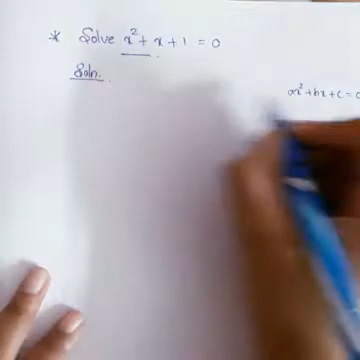 * Solve x² + x + 1 = 0
Soln.
ax² + bx + c = 0